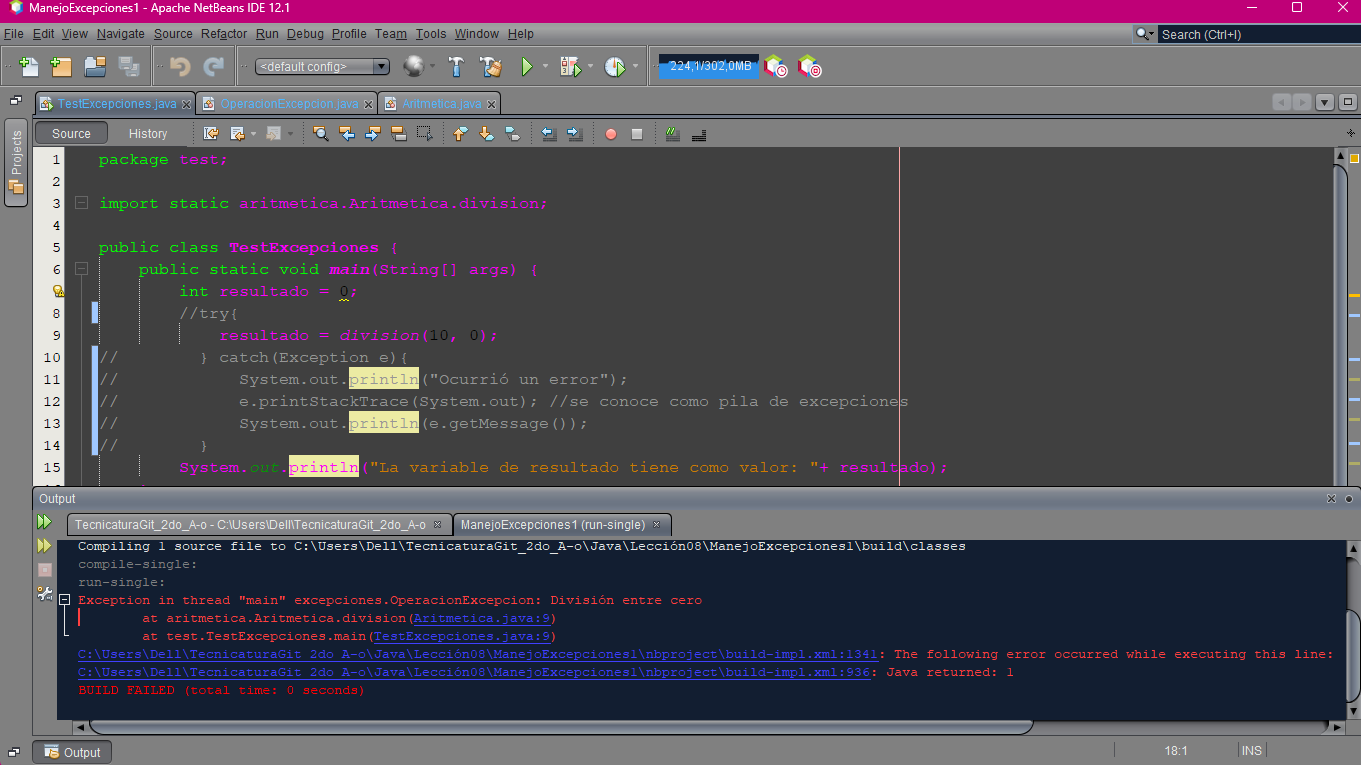 ManejoExcepciones1 - Apache NetBeans IDE 12.1
File Edit View Navigate Source Refactor Run Debug Profile Team Tools Window Help
Search (Ctrl+I)
<default config>
224,1/302,0MB
TestExcepciones.java
OperacionExcepcion.java
Aritmetica.java
Projects
Source
History
1 package test;
2
3 import static aritmetica.Aritmetica.division;
4
5 public class TestExcepciones {
6 public static void main(String[] args) {
int resultado = 0;
8 //try{
9 resultado = division(10, 0);
10 // } catch(Exception e){
11 // System.out.println("Ocurrió un error");
12 // e.printStackTrace(System.out); //se conoce como pila de excepciones
13 // System.out.println(e.getMessage());
14 // }
15 System.out.println("La variable de resultado tiene como valor: "+ resultado);
Output
TecnicaturaGit_2do_A-o - C:\Users\Dell\TecnicaturaGit_2do_A-o
ManejoExcepciones1 (run-single)
Compiling 1 source file to C:\Users\Dell\TecnicaturaGit_2do_A-o\Java\Lección08\ManejoExcepciones1\build\classes
compile-single:
run-single:
Exception in thread "main" excepciones.OperacionExcepcion: División entre cero
at aritmetica.Aritmetica.division(Aritmetica.java:9)
at test.TestExcepciones.main(TestExcepciones.java:9)
C:\Users\Dell\TecnicaturaGit_2do_A-o\Java\Lección08\ManejoExcepciones1\nbproject\build-impl.xml:1341: The following error occurred while executing this line:
C:\Users\Dell\TecnicaturaGit_2do_A-o\Java\Lección08\ManejoExcepciones1\nbproject\build-impl.xml:936: Java returned: 1
BUILD FAILED (total time: 0 seconds)
Output
18:1
INS